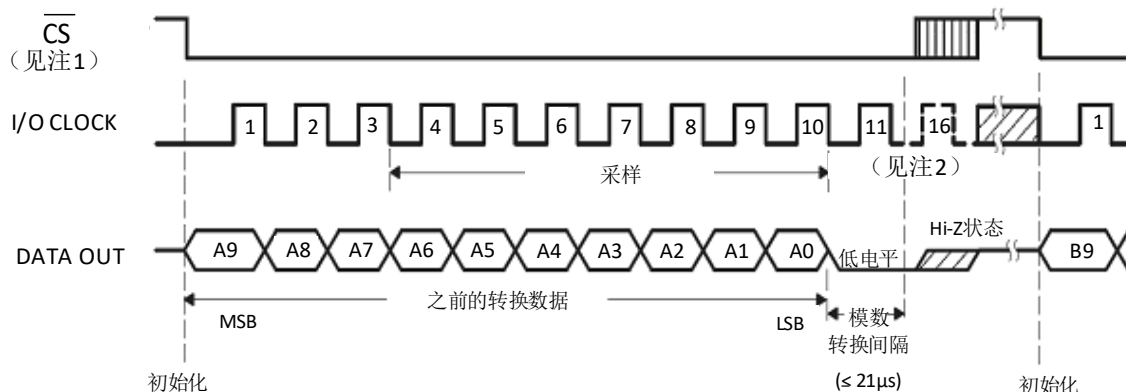 CS
（见注1）
I/O CLOCK
1 2 3 4 5 6 7 8 9 10 11 16 1
采样
（见注2）
Hi-Z状态
DATA OUT
A9 A8 A7 A6 A5 A4 A3 A2 A1 A0 低电平 B9
之前的转换数据
MSB
LSB
模数
转换间隔
(≤ 21μs)
初始化
初始化